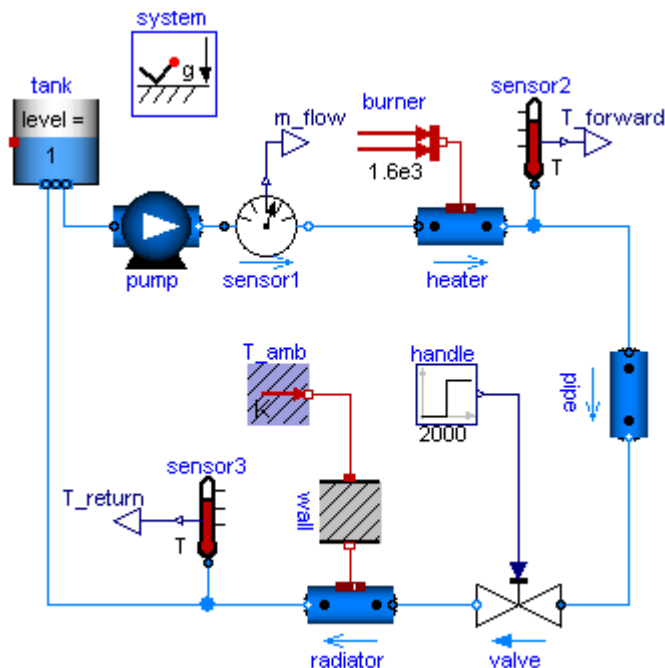 system
tank
g
level =
1
pump
m_flow
sensor1
burner
1.6e3
heater
sensor2
T_forward
T
pipe
T_amb
K
handle
2000
wall
sensor3
T_return
T
radiator
valve